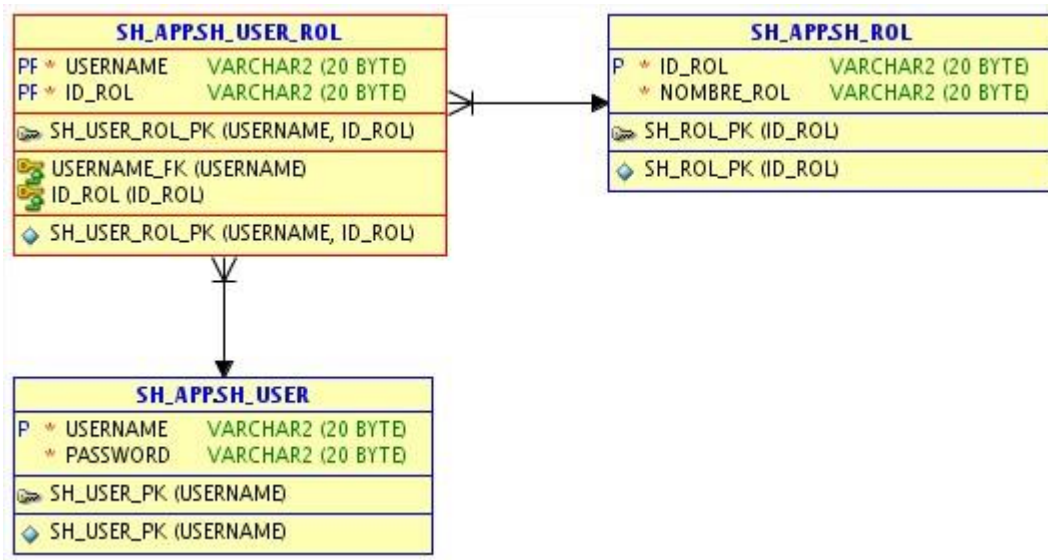 SH_APP.SH_USER_ROL
PF * USERNAME VARCHAR2 (20 BYTE)
PF * ID_ROL VARCHAR2 (20 BYTE)
SH_USER_ROL_PK (USERNAME, ID_ROL)
USERNAME_FK (USERNAME)
ID_ROL (ID_ROL)
SH_USER_ROL_PK (USERNAME, ID_ROL)
SH_APP.SH_ROL
P * ID_ROL VARCHAR2 (20 BYTE)
* NOMBRE_ROL VARCHAR2 (20 BYTE)
SH_ROL_PK (ID_ROL)
SH_ROL_PK (ID_ROL)
SH_APP.SH_USER
P * USERNAME VARCHAR2 (20 BYTE)
* PASSWORD VARCHAR2 (20 BYTE)
SH_USER_PK (USERNAME)
SH_USER_PK (USERNAME)